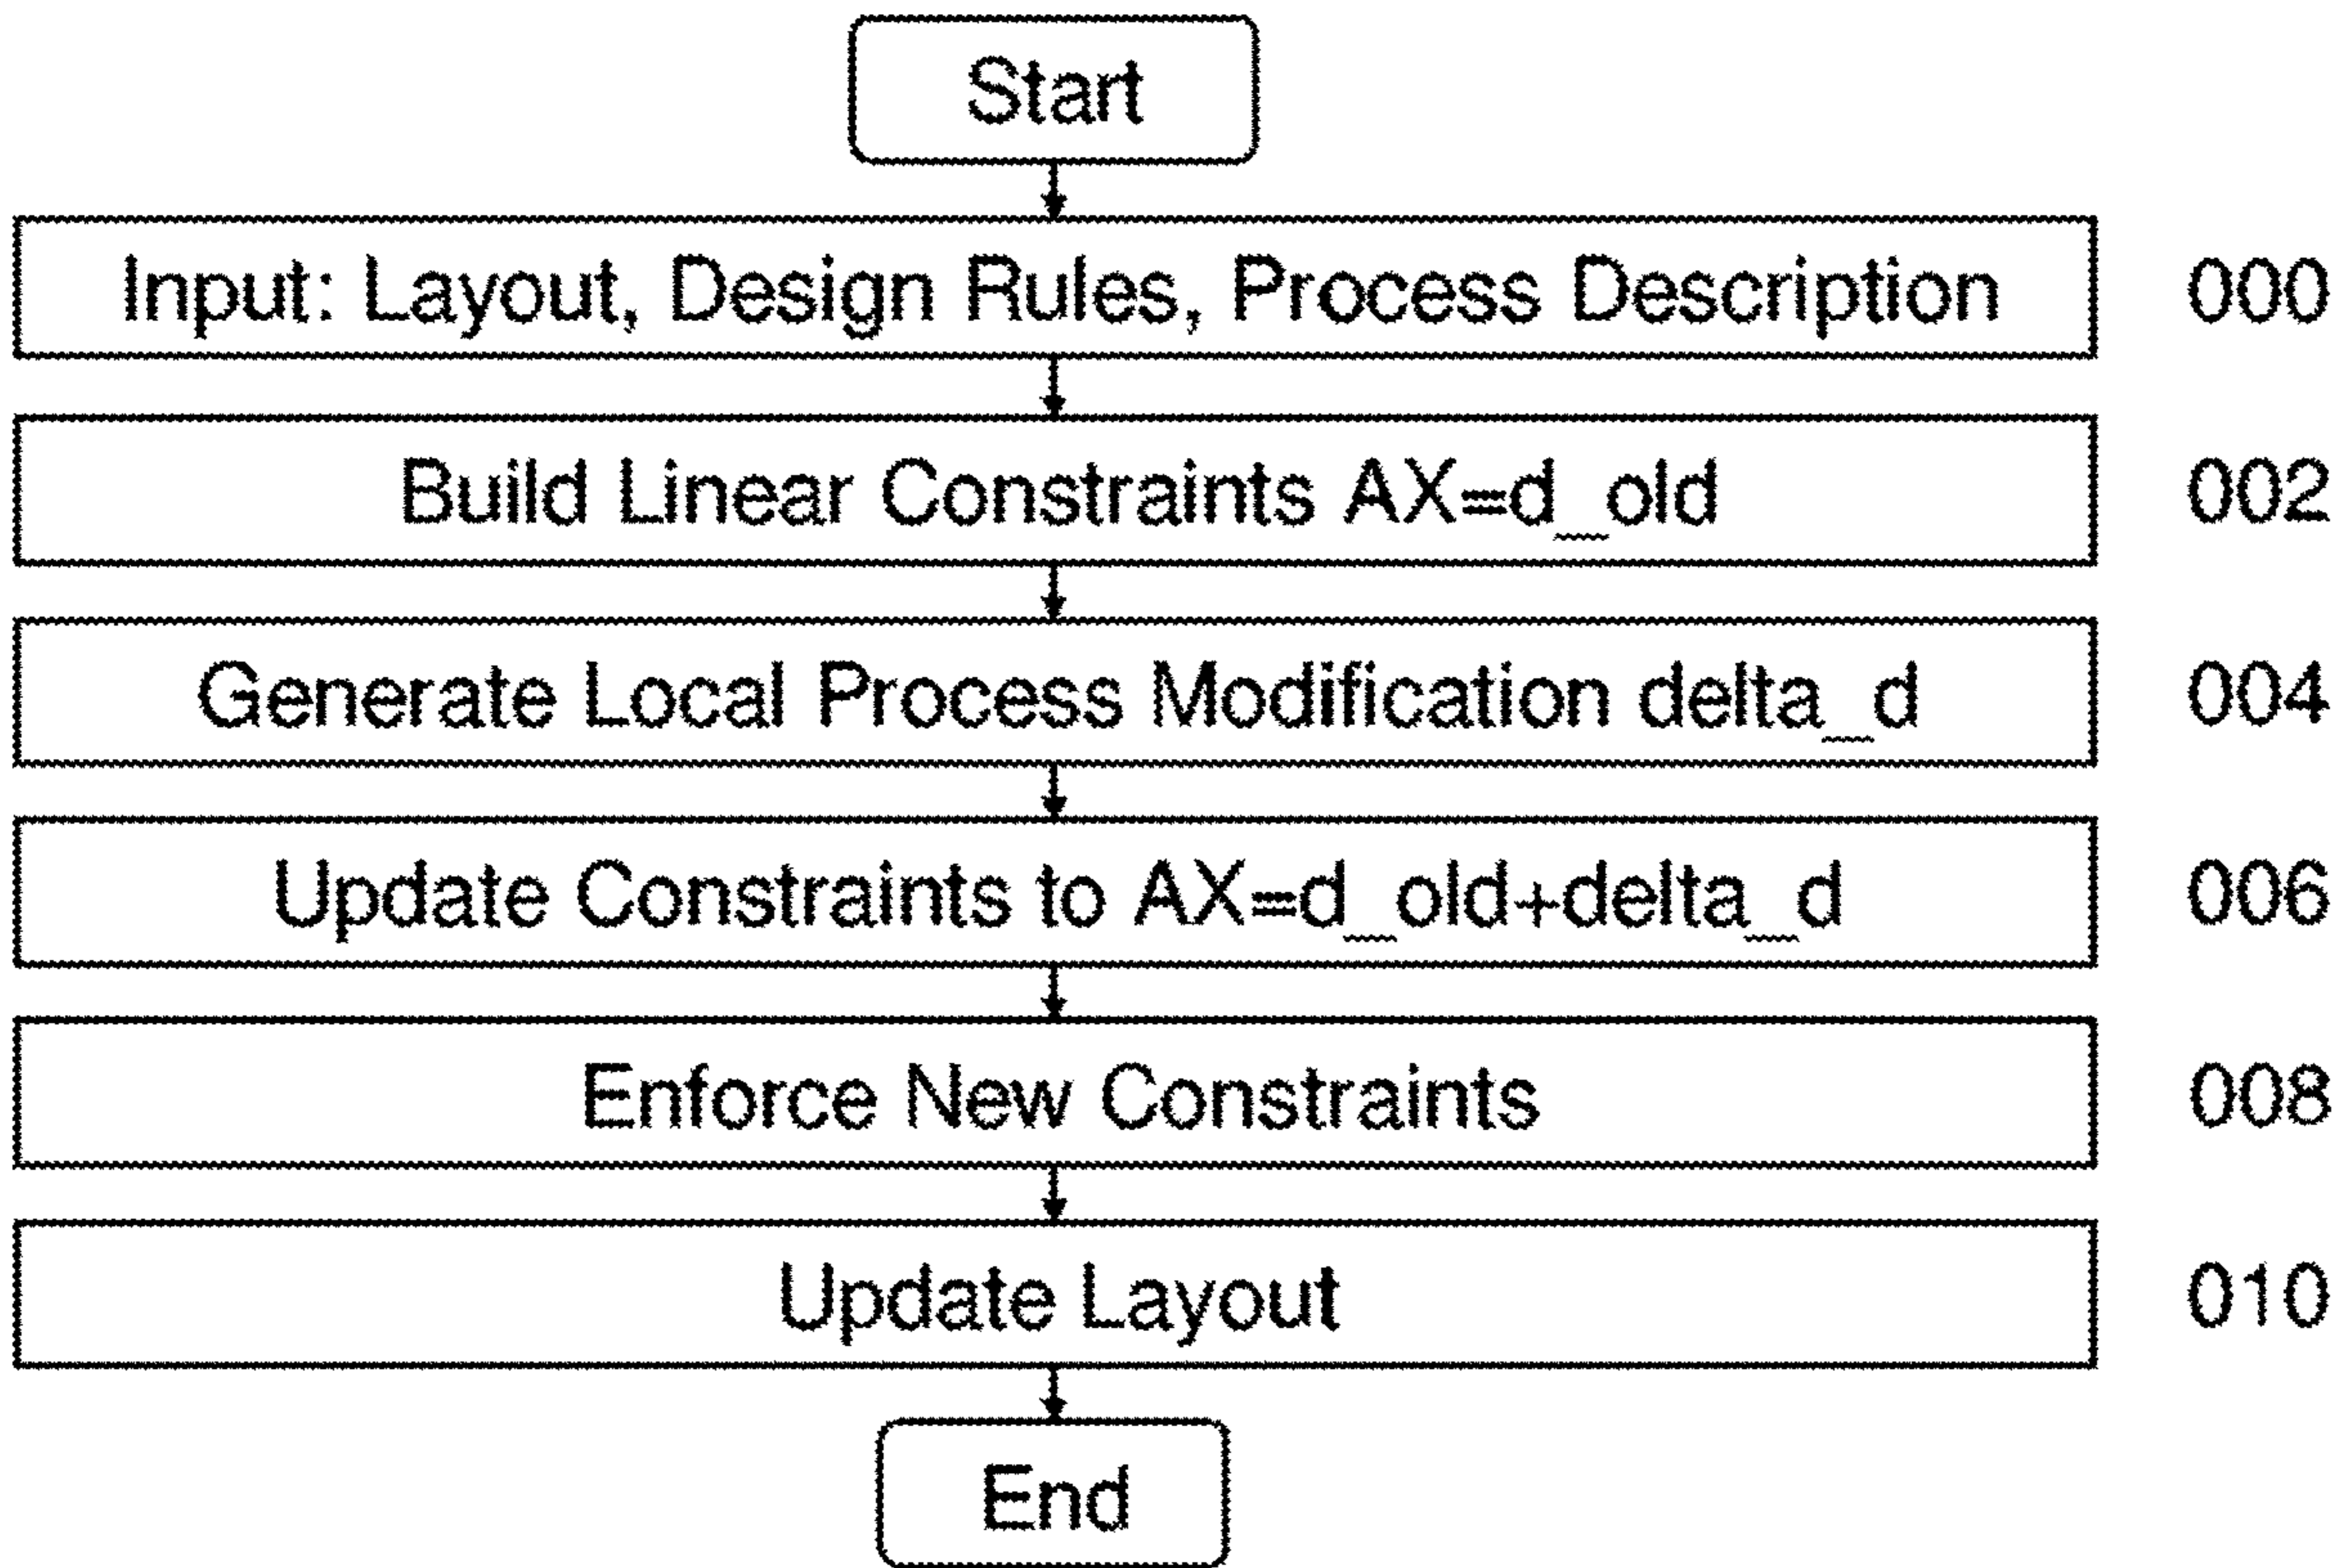 Start
Input: Layout, Design Rules, Process Description 000
Build Linear Constraints AX=d_old 002
Generate Local Process Modification delta_d 004
Update Constraints to AX=d_old+delta_d 006
Enforce New Constraints 008
Update Layout 010
End